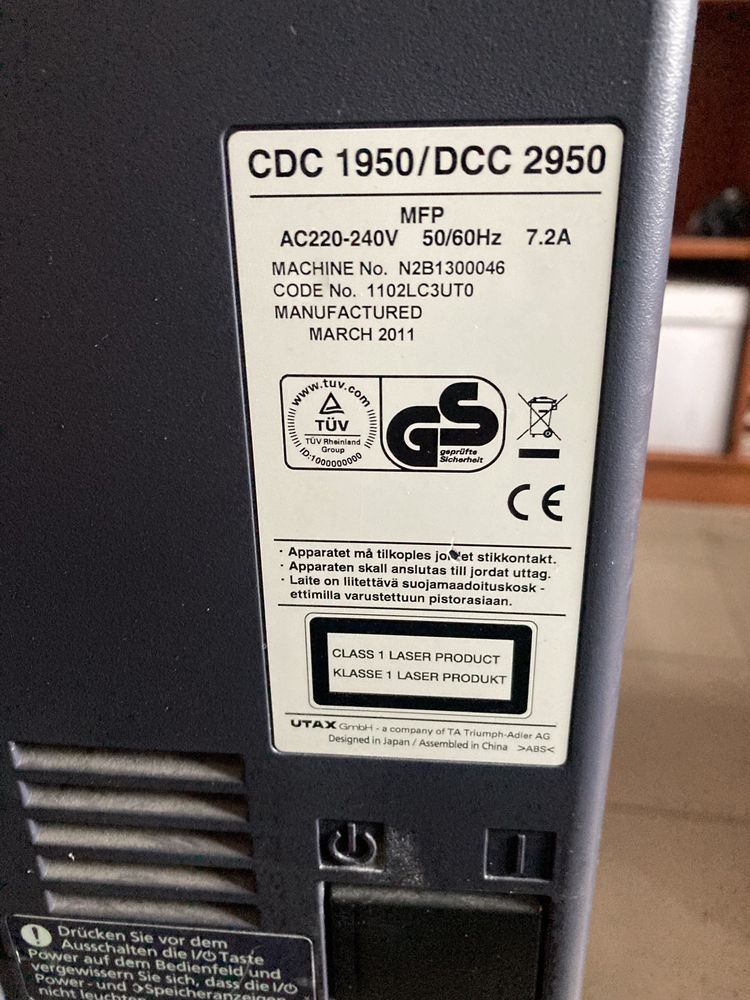 CDC 1950/DCC 2950
MFP
AC220-240V 50/60Hz 7.2A
MACHINE No. N2B1300046
CODE No. 1102LC3UT0
MANUFACTURED
MARCH 2011
www.tuv.com
TÜV
TÜV Rheinland
Group
ID:1000000000
GS
geprüfte
Sicherheit
CE
· Apparatet må tilkoples jordet stikkontakt.
· Apparaten skall anslutas till jordat uttag.
· Laite on liitettävä suojamaadoituskosk -
ettimilla varustettuun pistorasiaan.
CLASS 1 LASER PRODUCT
KLASSE 1 LASER PRODUKT
UTAX GmbH - a company of TA Triumph-Adler AG
Designed in Japan / Assembled in China >ABS<
Drücken Sie vor dem
Ausschalten die I/⏻ Taste
Power auf dem Bedienfeld und
vergewissern Sie sich, dass die I/⏻
Power - und Speicheranzeigen
nicht